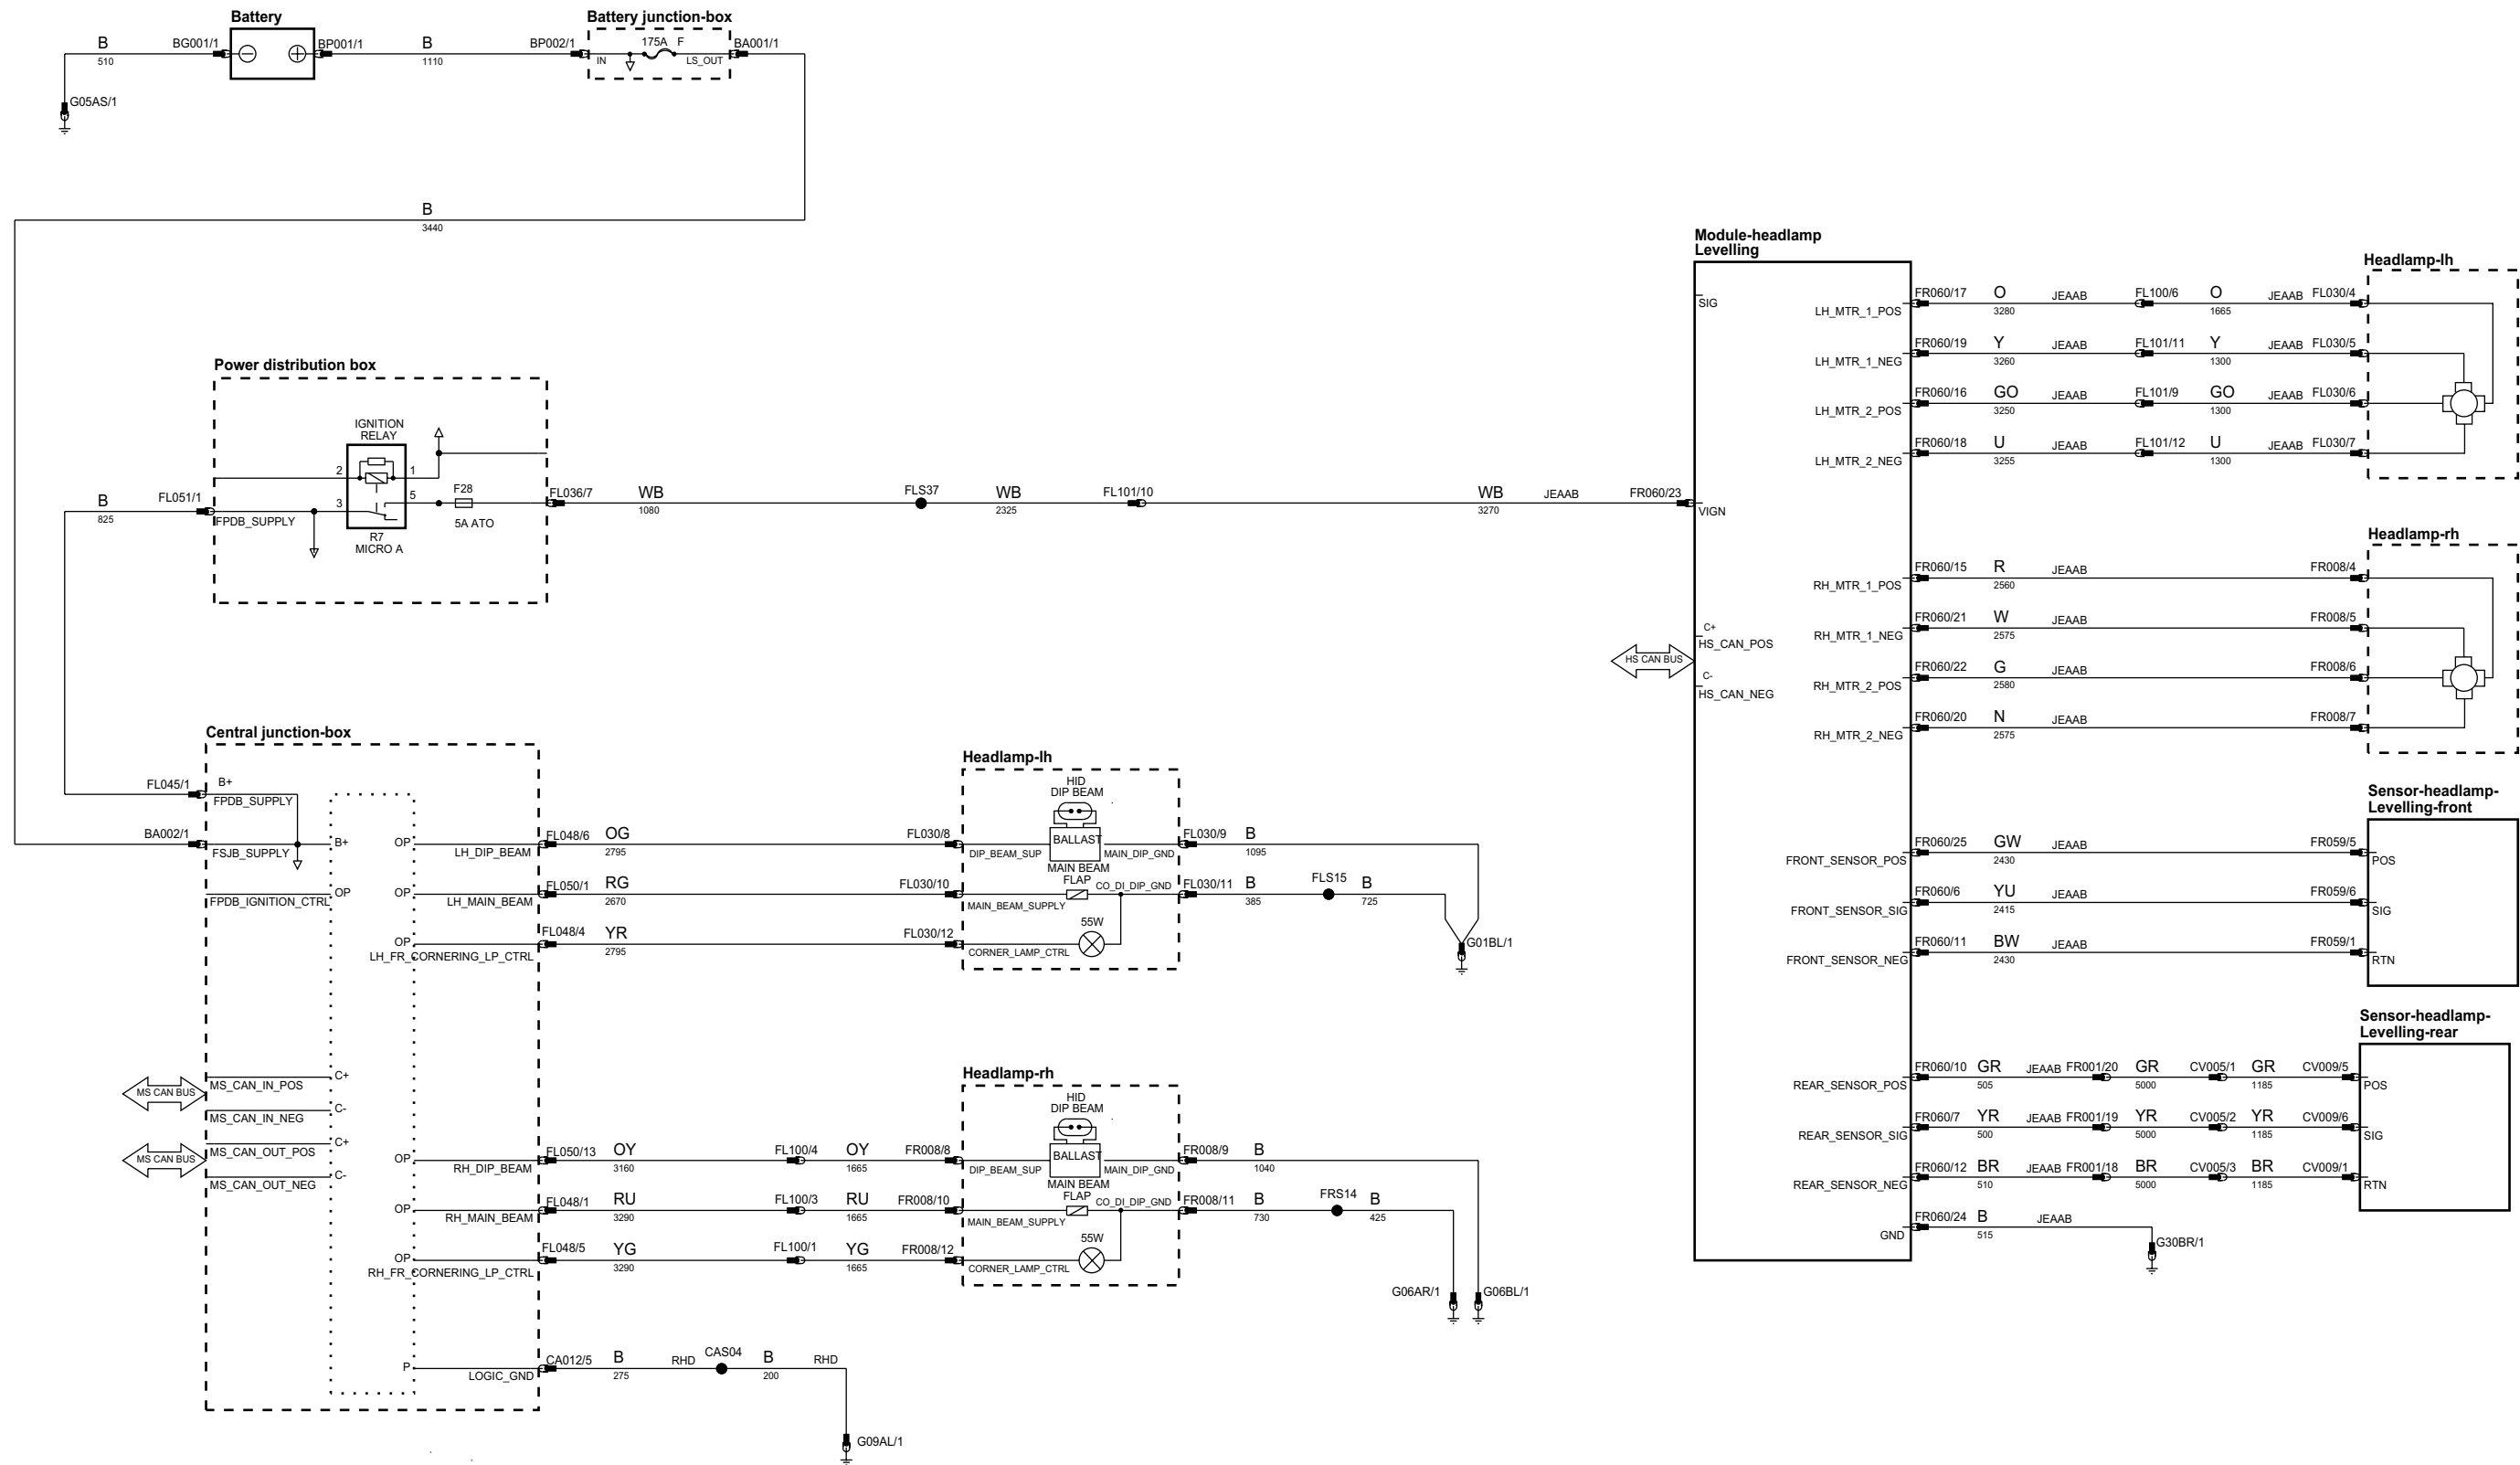 Battery
Battery junction-box
B
510
BG001/1
BP001/1
B
1110
BP002/1
175A F
IN
LS_OUT
BA001/1
G05AS/1
B
3440
Power distribution box
IGNITION
RELAY
2
1
3
5
R7
MICRO A
F28
5A ATO
B
825
FL051/1
FPDB_SUPPLY
FL036/7
WB
1080
FLS37
WB
2325
FL101/10
WB
3270
JEAAB
FR060/23
Module-headlamp
Levelling
SIG
VIGN
C+
HS_CAN_POS
HS CAN BUS
C-
HS_CAN_NEG
LH_MTR_1_POS
FR060/17
O
3280
JEAAB
FL100/6
O
1665
JEAAB
FL030/4
LH_MTR_1_NEG
FR060/19
Y
3260
JEAAB
FL101/11
Y
1300
JEAAB
FL030/5
LH_MTR_2_POS
FR060/16
GO
3250
JEAAB
FL101/9
GO
1300
JEAAB
FL030/6
LH_MTR_2_NEG
FR060/18
U
3255
JEAAB
FL101/12
U
1300
JEAAB
FL030/7
Headlamp-lh
RH_MTR_1_POS
FR060/15
R
2560
JEAAB
FR008/4
RH_MTR_1_NEG
FR060/21
W
2575
JEAAB
FR008/5
RH_MTR_2_POS
FR060/22
G
2580
JEAAB
FR008/6
RH_MTR_2_NEG
FR060/20
N
2575
JEAAB
FR008/7
Headlamp-rh
FRONT_SENSOR_POS
FR060/25
GW
2430
JEAAB
FR059/5
POS
FRONT_SENSOR_SIG
FR060/6
YU
2415
JEAAB
FR059/6
SIG
FRONT_SENSOR_NEG
FR060/11
BW
2430
JEAAB
FR059/1
RTN
Sensor-headlamp-
Levelling-front
REAR_SENSOR_POS
FR060/10
GR
505
JEAAB
FR001/20
GR
5000
CV005/1
GR
1185
CV009/5
POS
REAR_SENSOR_SIG
FR060/7
YR
500
JEAAB
FR001/19
YR
5000
CV005/2
YR
1185
CV009/6
SIG
REAR_SENSOR_NEG
FR060/12
BR
510
JEAAB
FR001/18
BR
5000
CV005/3
BR
1185
CV009/1
RTN
Sensor-headlamp-
Levelling-rear
GND
FR060/24
B
515
JEAAB
G30BR/1
Central junction-box
FL045/1
B+
FPDB_SUPPLY
BA002/1
FSJB_SUPPLY
B+
FPDB_IGNITION_CTRL
OP
MS CAN BUS
MS_CAN_IN_POS
C+
MS_CAN_IN_NEG
C-
MS CAN BUS
MS_CAN_OUT_POS
C+
MS_CAN_OUT_NEG
C-
OP
LH_DIP_BEAM
FL048/6
OG
2795
FL030/8
OP
LH_MAIN_BEAM
FL050/1
RG
2670
FL030/10
OP
LH_FR_CORNERING_LP_CTRL
FL048/4
YR
2795
FL030/12
Headlamp-lh
HID
DIP BEAM
BALLAST
DIP_BEAM_SUP
MAIN_DIP_GND
MAIN BEAM
FLAP
CO_DI_DIP_GND
MAIN_BEAM_SUPPLY
55W
CORNER_LAMP_CTRL
FL030/9
B
1095
FL030/11
B
385
FLS15
B
725
G01BL/1
OP
RH_DIP_BEAM
FL050/13
OY
3160
FL100/4
OY
1665
FR008/8
OP
RH_MAIN_BEAM
FL048/1
RU
3290
FL100/3
RU
1665
FR008/10
OP
RH_FR_CORNERING_LP_CTRL
FL048/5
YG
3290
FL100/1
YG
1665
FR008/12
Headlamp-rh
HID
DIP BEAM
BALLAST
DIP_BEAM_SUP
MAIN_DIP_GND
MAIN BEAM
FLAP
CO_DI_DIP_GND
MAIN_BEAM_SUPPLY
55W
CORNER_LAMP_CTRL
FR008/9
B
1040
FR008/11
B
730
FRS14
B
425
G06AR/1
G06BL/1
P
LOGIC_GND
CA012/5
B
275
RHD
CAS04
B
200
RHD
G09AL/1